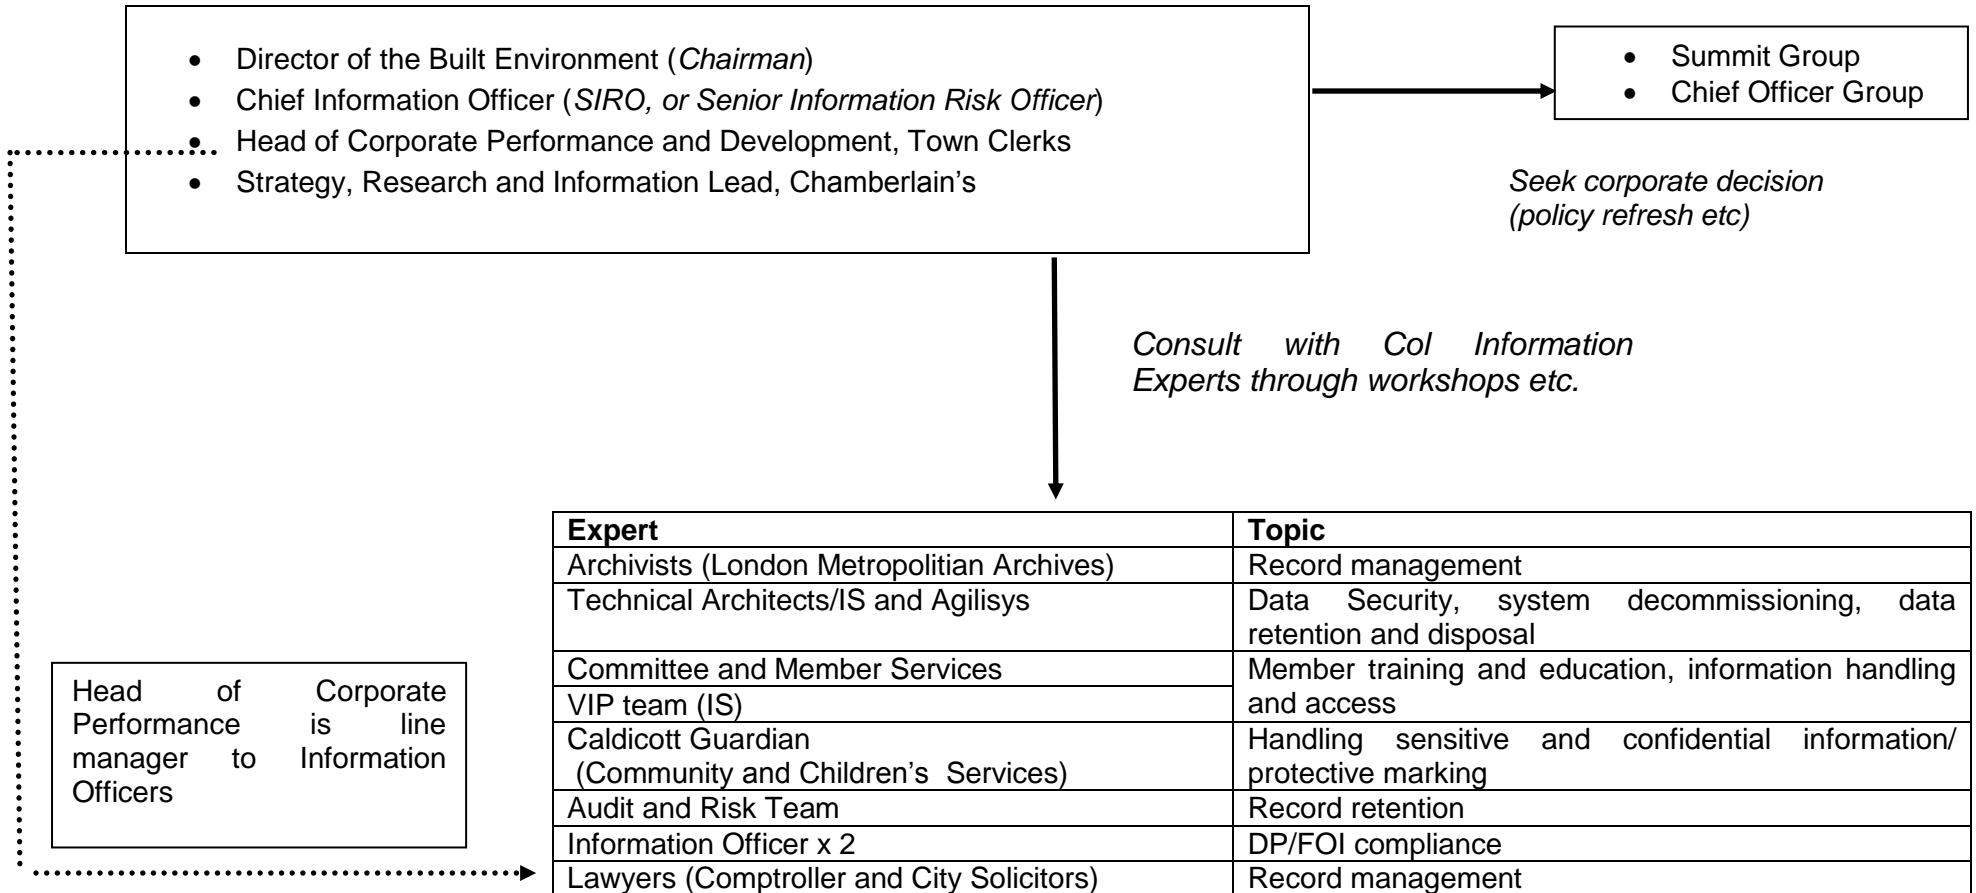 • Director of the Built Environment (Chairman)
• Chief Information Officer (SIRO, or Senior Information Risk Officer)
• Head of Corporate Performance and Development, Town Clerks
• Strategy, Research and Information Lead, Chamberlain's
• Summit Group
• Chief Officer Group
Seek corporate decision
(policy refresh etc)
Consult with CoI Information
Experts through workshops etc.
Head of Corporate
Performance is line
manager to Information
Officers
Expert Topic
Archivists (London Metropolitian Archives) Record management
Technical Architects/IS and Agilisys Data Security, system decommissioning, data
retention and disposal
Committee and Member Services Member training and education, information handling
VIP team (IS) and access
Caldicott Guardian Handling sensitive and confidential information/
(Community and Children's Services) protective marking
Audit and Risk Team Record retention
Information Officer x 2 DP/FOI compliance
Lawyers (Comptroller and City Solicitors) Record management